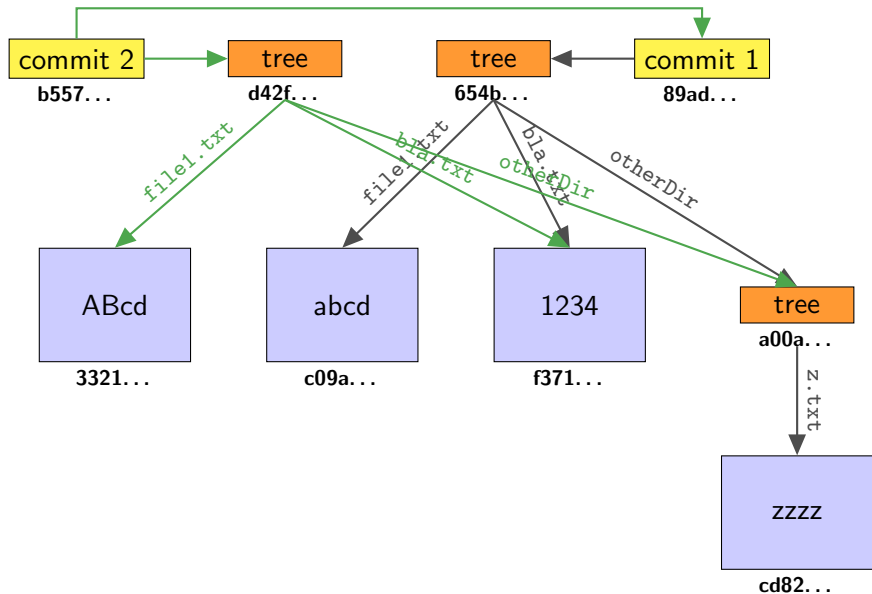 commit 2
tree
tree
commit 1
b557...
d42f...
654b...
89ad...
file1.txt
bla.txt
otherDir
file1.txt
bla.txt
otherDir
ABcd
abcd
1234
tree
3321...
c09a...
f371...
a00a...
z.txt
zzzz
cd82...